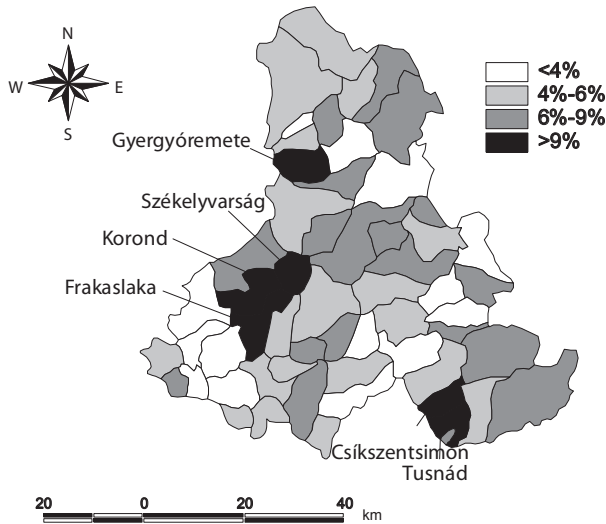 N
W E
S
<4%
4%-6%
6%-9%
>9%
Gyergyóremete
Székelyvarság
Korond
Frakaslaka
Csíkszentsimon
Tusnád
20 0 20 40 km